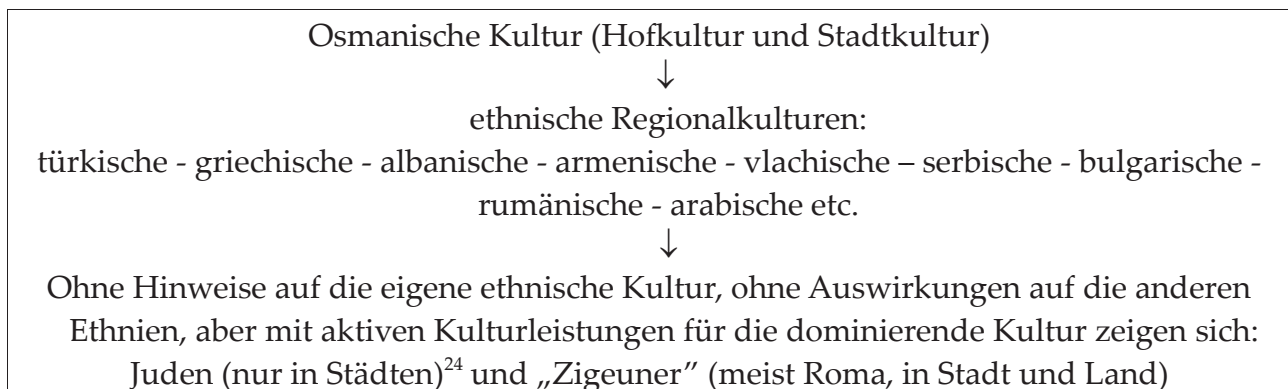 Osmanische Kultur (Hofkultur und Stadtkultur)
↓
ethnische Regionalkulturen:
türkische - griechische - albanische - armenische - vlachische – serbische - bulgarische -
rumänische - arabische etc.
↓
Ohne Hinweise auf die eigene ethnische Kultur, ohne Auswirkungen auf die anderen
Ethnien, aber mit aktiven Kulturleistungen für die dominierende Kultur zeigen sich:
Juden (nur in Städten)²⁴ und „Zigeuner” (meist Roma, in Stadt und Land)